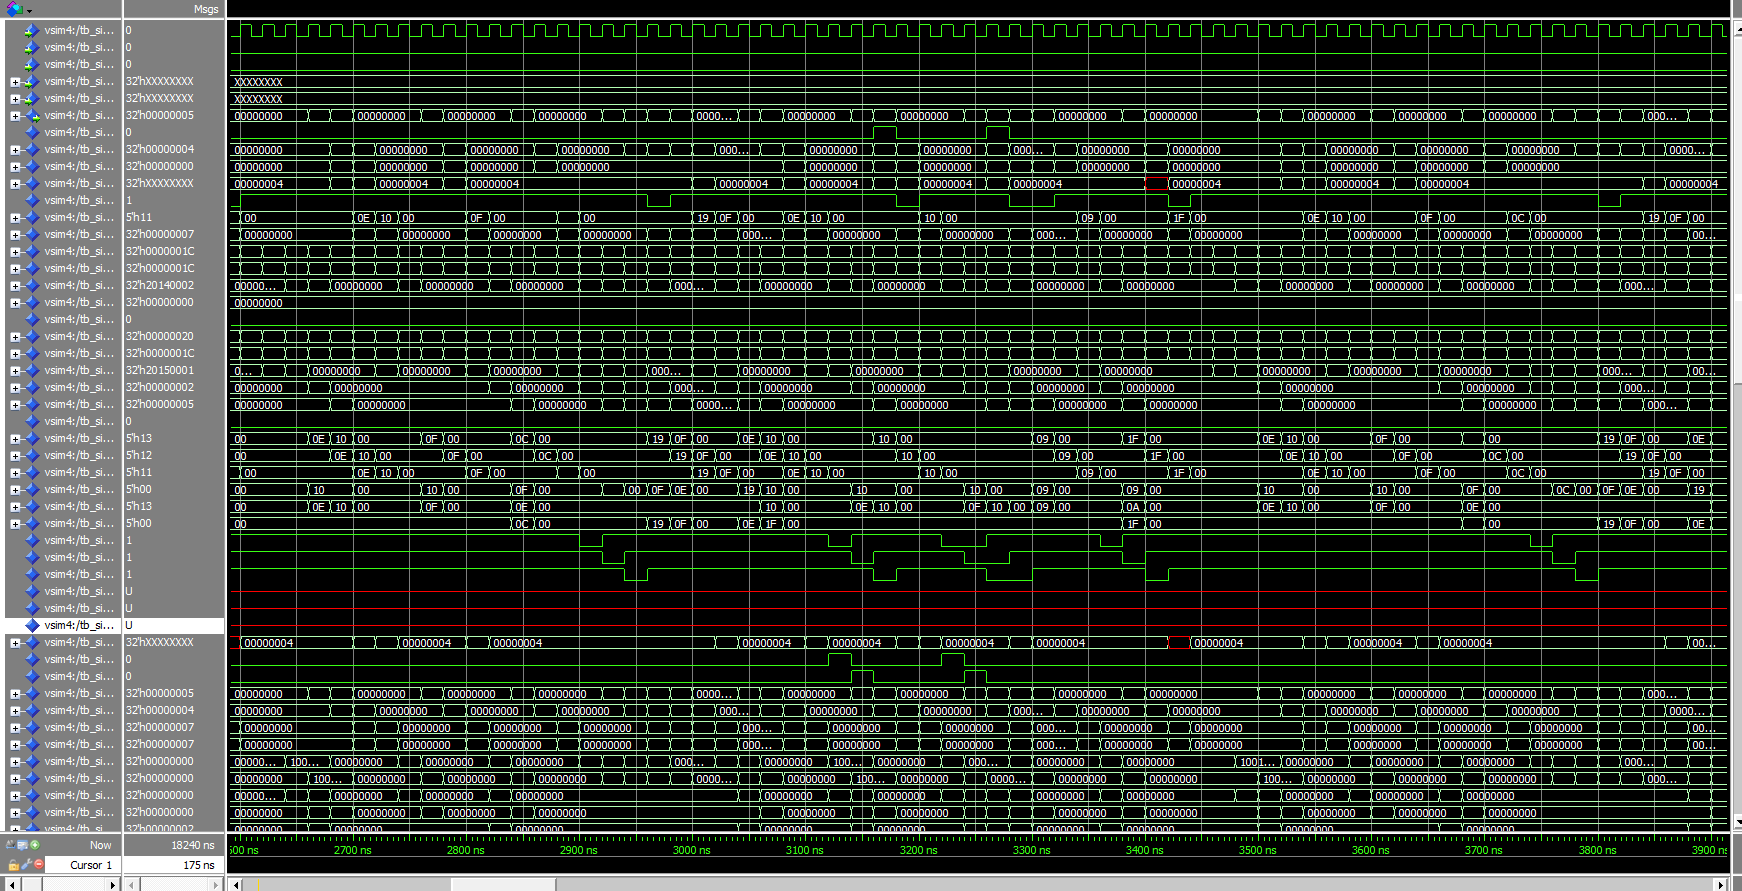 Msgs
vsim4:/tb_si... 0
vsim4:/tb_si... 0
vsim4:/tb_si... 0
vsim4:/tb_si... 32'hXXXXXXXX XXXXXXXX
vsim4:/tb_si... 32'hXXXXXXXX XXXXXXXX
vsim4:/tb_si... 32'h00000005 00000000 00000000 00000000 00000000 0000... 00000000 00000000 00000000 00000000 00000000 00000000 00000000 000...
vsim4:/tb_si... 0
vsim4:/tb_si... 32'h00000004 00000000 00000000 00000000 00000000 000... 00000000 00000000 000... 00000000 00000000 00000000 00000000 00000000 0000...
vsim4:/tb_si... 32'h00000000 00000000 00000000 00000000 00000000 00000000 00000000 00000000 00000000 00000000 00000000 00000000
vsim4:/tb_si... 32'hXXXXXXXX 00000004 00000004 00000004 00000004 00000004 00000004 00000004 00000004 00000004 00000004 00000004
vsim4:/tb_si... 1
vsim4:/tb_si... 5'h11 00 0E 10 00 0F 00 00 19 0F 00 0E 10 00 10 00 09 00 1F 00 0E 10 00 0F 00 0C 00 19 0F 00
vsim4:/tb_si... 32'h00000007 00000000 00000000 00000000 00000000 000... 00000000 00000000 000... 00000000 00000000 00000000 00000000 00000000 00...
vsim4:/tb_si... 32'h0000001C
vsim4:/tb_si... 32'h0000001C
vsim4:/tb_si... 32'h20140002 00000... 00000000 00000000 00000000 000... 00000000 00000000 00000000 00000000 00000000 00000000 00000000 000...
vsim4:/tb_si... 32'h00000000 00000000
vsim4:/tb_si... 0
vsim4:/tb_si... 32'h00000020
vsim4:/tb_si... 32'h0000001C
vsim4:/tb_si... 32'h20150001 0... 00000000 00000000 00000000 000... 00000000 00000000 00000000 00000000 00000000 00000000 00000000 000... 00...
vsim4:/tb_si... 32'h00000002 00000000 00000000 00000000 000... 00000000 00000000 00000000 00000000 00000000 00000000 000...
vsim4:/tb_si... 32'h00000005 00000000 00000000 00000000 0000... 00000000 00000000 00000000 00000000 00000000 00000000 000...
vsim4:/tb_si... 0
vsim4:/tb_si... 5'h13 00 0E 10 00 0F 00 0C 00 19 0F 00 0E 10 00 10 00 09 00 1F 00 0E 10 00 0F 00 00 19 0F 00 0E
vsim4:/tb_si... 5'h12 00 0E 10 00 0F 00 0C 00 19 0F 00 0E 10 00 10 00 09 00 1F 00 0E 10 00 0F 00 0C 00 19 0F 00
vsim4:/tb_si... 5'h11 00 0E 10 00 0F 00 00 19 0F 00 0E 10 00 10 00 09 00 1F 00 0E 10 00 0F 00 0C 00 19 0F 00
vsim4:/tb_si... 5'h00 00 10 00 10 00 0F 00 00 0F 0E 00 19 10 00 10 00 10 00 09 00 09 00 10 00 10 00 0F 00 0C 00 0F 0E 00 19
vsim4:/tb_si... 5'h13 00 0E 10 00 0F 00 0E 00 10 00 0E 10 00 0F 10 00 09 00 0A 00 0E 10 00 0F 00 0E 00
vsim4:/tb_si... 5'h00 00 0C 00 19 0F 00 0E 1F 00 1F 00 00 19 0F 00 0E
vsim4:/tb_si... 1
vsim4:/tb_si... 1
vsim4:/tb_si... 1
vsim4:/tb_si... U
vsim4:/tb_si... U
vsim4:/tb_si... U
vsim4:/tb_si... 32'hXXXXXXXX 00000004 00000004 00000004 00000004 00000004 00000004 00000004 00000004 00000004 00000004 00...
vsim4:/tb_si... 0
vsim4:/tb_si... 0
vsim4:/tb_si... 32'h00000005 00000000 00000000 00000000 00000000 0000... 00000000 00000000 00000000 00000000 00000000 00000000 00000000 000...
vsim4:/tb_si... 32'h00000004 00000000 00000000 00000000 00000000 000... 00000000 00000000 000... 00000000 00000000 00000000 00000000 00000000 0000...
vsim4:/tb_si... 32'h00000007 00000000 00000000 00000000 00000000 000... 00000000 00000000 000... 00000000 00000000 00000000 00000000 00000000 00...
vsim4:/tb_si... 32'h00000007 00000000 00000000 00000000 00000000 000... 00000000 00000000 000... 00000000 00000000 00000000 00000000 00000000 00...
vsim4:/tb_si... 32'h00000000 00000... 100... 00000000 00000000 00000000 000... 00000000 100... 00000000 000... 00000000 00000000 1001... 00000000 00000000 00000000 000...
vsim4:/tb_si... 32'h00000000 00000000 100... 00000000 00000000 00000000 0000... 00000000 100... 00000000 0000... 00000000 00000000 100... 00000000 00000000 00000000 000...
vsim4:/tb_si... 32'h00000000 00000... 00000000 00000000 00000000 00000000 00000000 00000000 00000000 00000000 00000000 00000000
vsim4:/tb_si... 32'h00000000 00000000 00000000 00000000 00000000 00000000 00000000 00000000 00000000 00000000 00000000 00000000
vsim4:/tb_si... 32'h00000002 00000000 00000000 00000000 00000000 00000000 00000000 00000000 00000000 00000000
Now 18240 ns 2700 ns 2800 ns 2900 ns 3000 ns 3100 ns 3200 ns 3300 ns 3400 ns 3500 ns 3600 ns 3700 ns 3800 ns 3900 ns
Cursor 1 175 ns